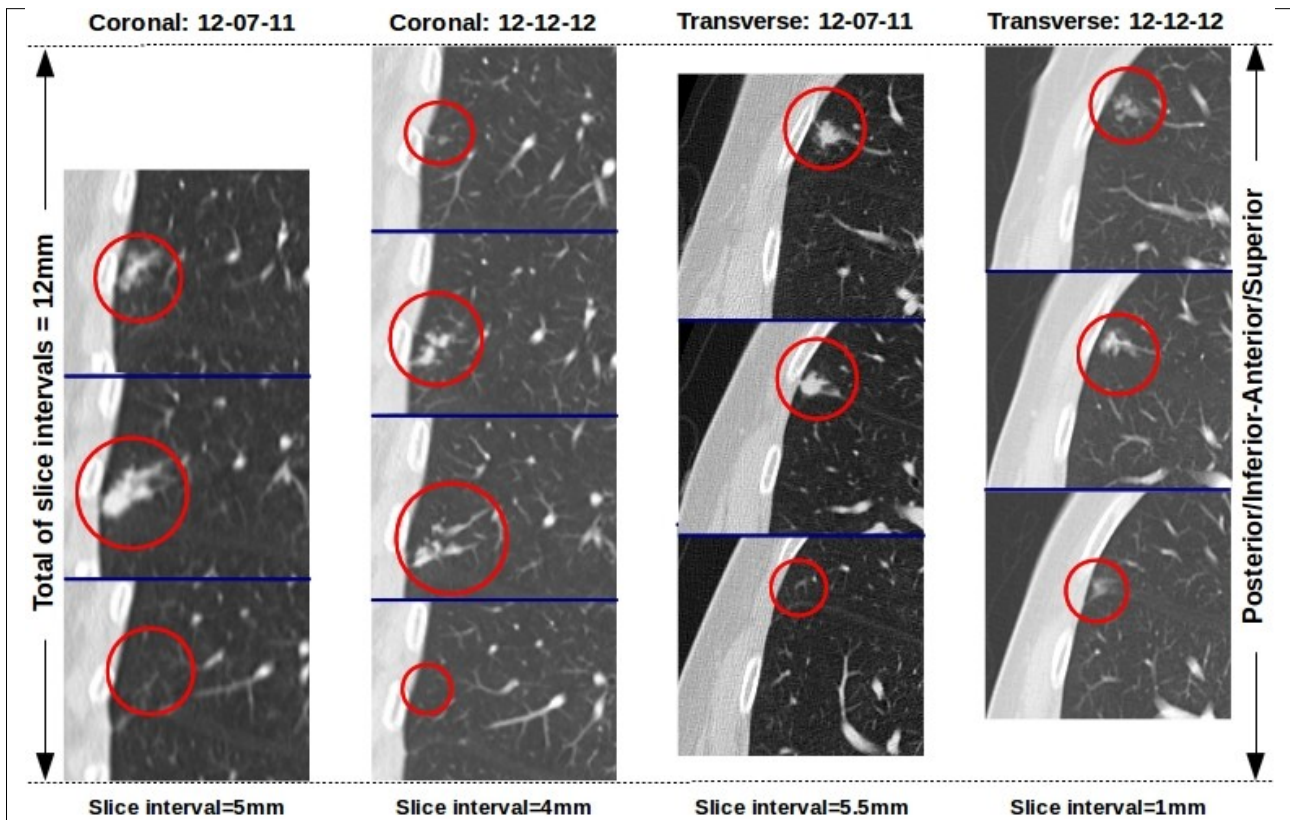 Coronal: 12-07-11
Coronal: 12-12-12
Transverse: 12-07-11
Transverse: 12-12-12
Total of slice intervals = 12mm
Posterior/Inferior-Anterior/Superior
Slice interval=5mm
Slice interval=4mm
Slice interval=5.5mm
Slice interval=1mm